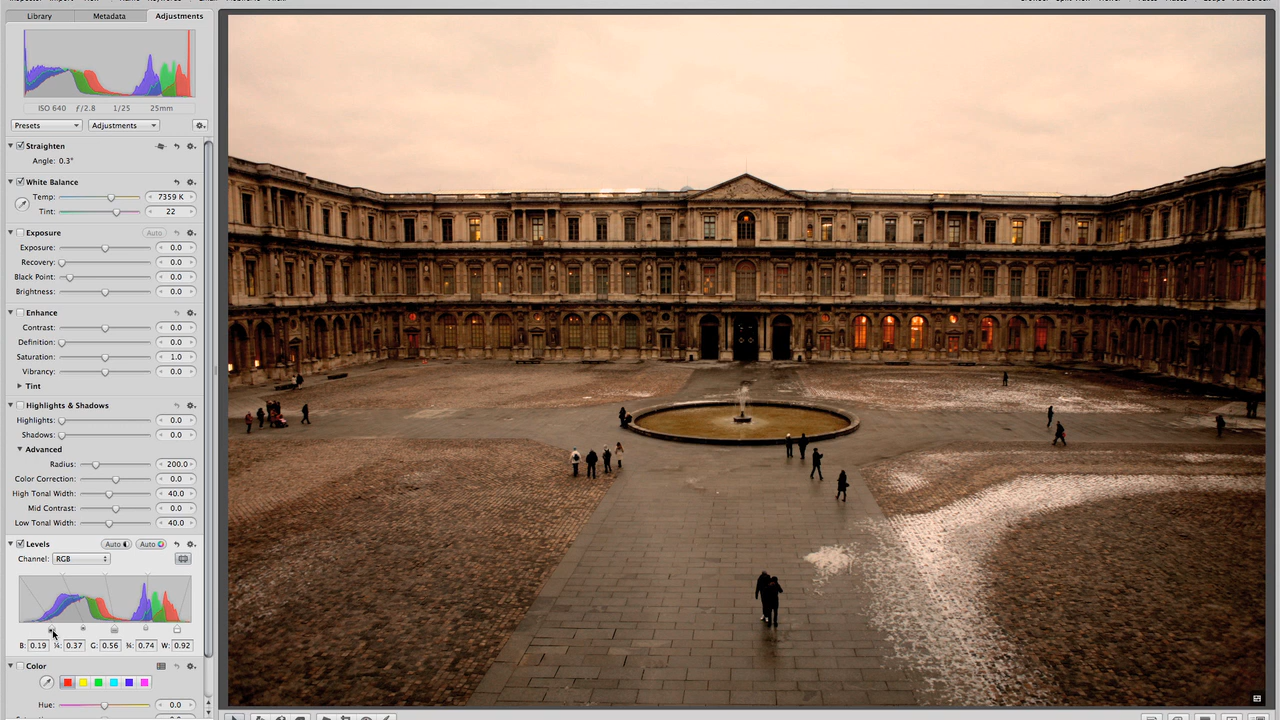 Library Metadata Adjustments
ISO 640 ƒ/2.8 1/25 25mm
Presets Adjustments
Straighten
Angle: 0.3°
White Balance
Temp: 7359 K
Tint: 22
Exposure Auto
Exposure: 0.0
Recovery: 0.0
Black Point: 0.0
Brightness: 0.0
Enhance
Contrast: 0.0
Definition: 0.0
Saturation: 1.0
Vibrancy: 0.0
Tint
Highlights & Shadows
Highlights: 0.0
Shadows: 0.0
Advanced
Radius: 200.0
Color Correction: 0.0
High Tonal Width: 40.0
Mid Contrast: 0.0
Low Tonal Width: 40.0
Levels Auto Auto
Channel: RGB
B: 0.19 ¼: 0.37 G: 0.56 ¾: 0.74 W: 0.92
Color
Hue: 0.0